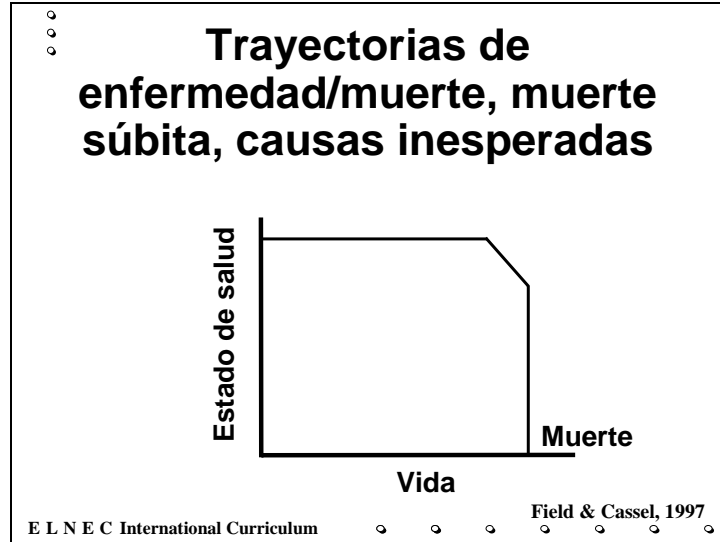 Trayectorias de
enfermedad/muerte, muerte
súbita, causas inesperadas
Estado de salud
Muerte
Vida
Field & Cassel, 1997
E L N E C International Curriculum